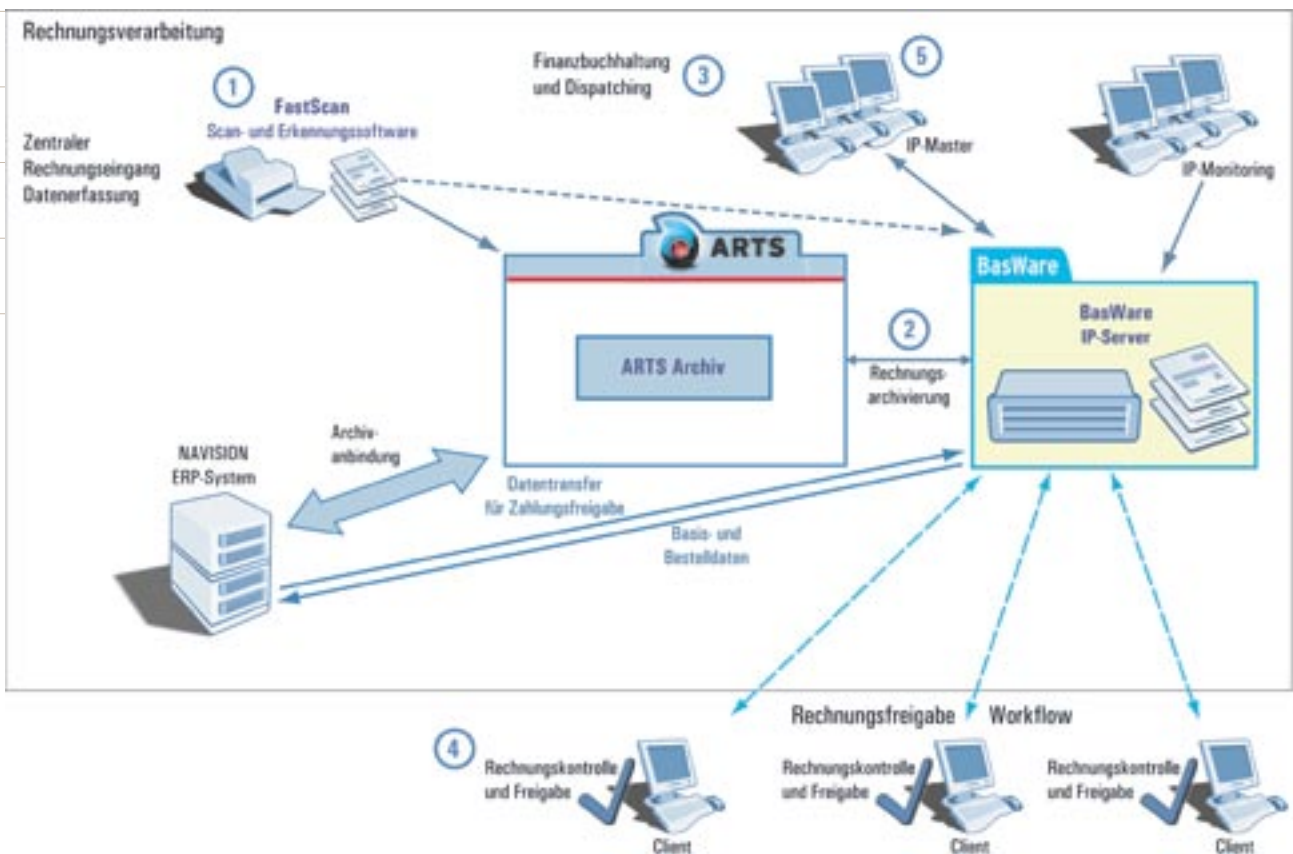 Rechnungsverarbeitung
1
FastScan
Scan- und Erkennungssoftware
Zentraler
Rechnungseingang
Datenerfassung
Finanzbuchhaltung
und Dispatching
3
5
IP-Master
IP-Monitoring
ARTS
ARTS Archiv
BasWare
BasWare
IP-Server
2
Rechnungs-
archivierung
Archiv-
anbindung
NAVISION
ERP-System
Datentransfer
für Zahlungsfreigabe
Basis- und
Bestelldaten
Rechnungsfreigabe Workflow
4
Rechnungskontrolle
und Freigabe
Client
Rechnungskontrolle
und Freigabe
Client
Rechnungskontrolle
und Freigabe
Client